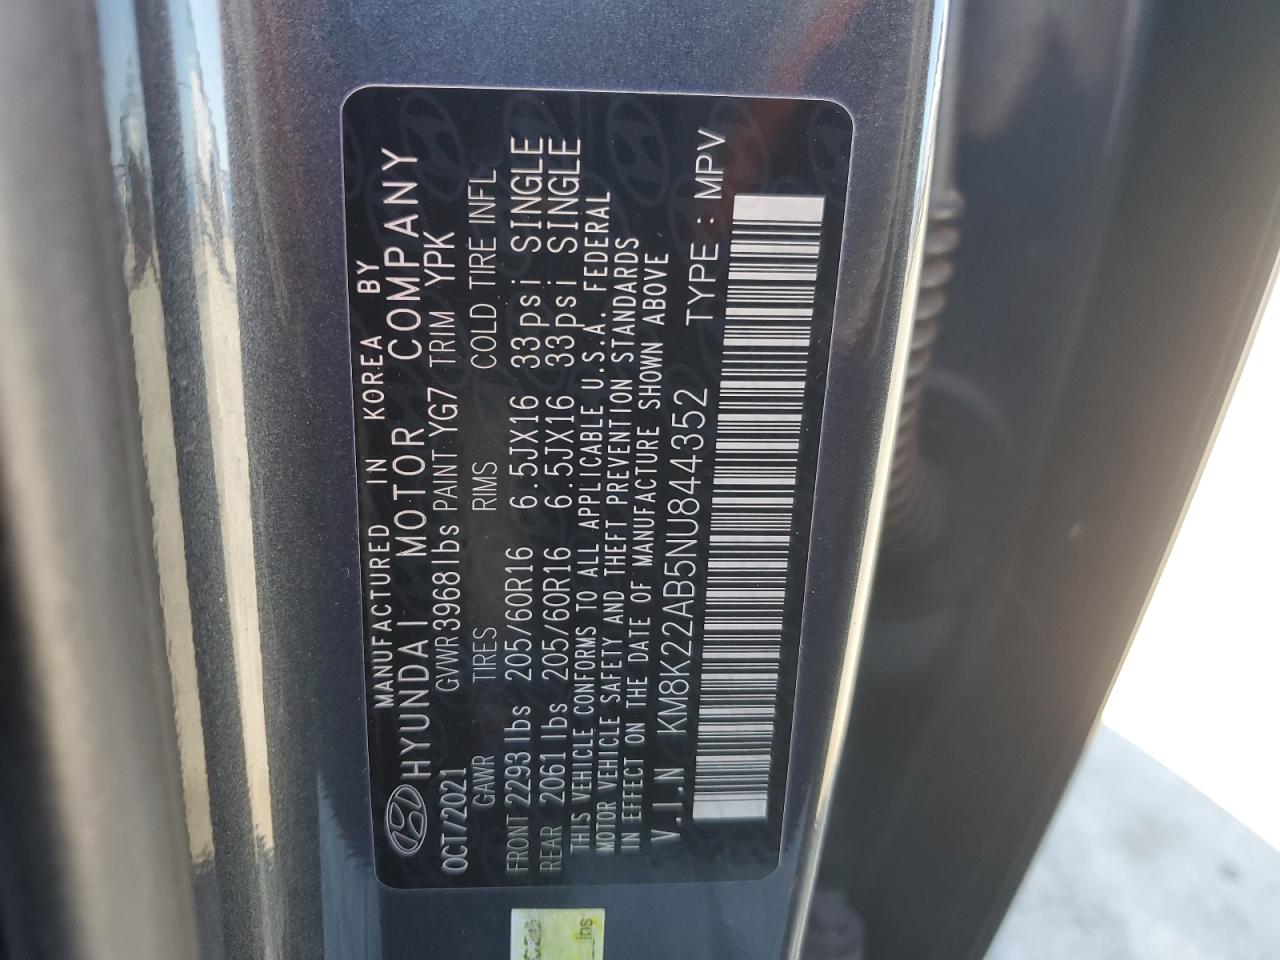 MANUFACTURED IN KOREA BY
HYUNDAI MOTOR COMPANY
OCT/2021 GVWR 3968 lbs PAINT YG7 TRIM YPK
GAWR TIRES RIMS COLD TIRE INFL.
FRONT 2293 lbs 205/60R16 6.5JX16 33psi SINGLE
REAR 2061 lbs 205/60R16 6.5JX16 33psi SINGLE
THIS VEHICLE CONFORMS TO ALL APPLICABLE U.S.A. FEDERAL
MOTOR VEHICLE SAFETY AND THEFT PREVENTION STANDARDS
IN EFFECT ON THE DATE OF MANUFACTURE SHOWN ABOVE
V.I.N KM8K22AB5NU844352 TYPE : MPV
lbs